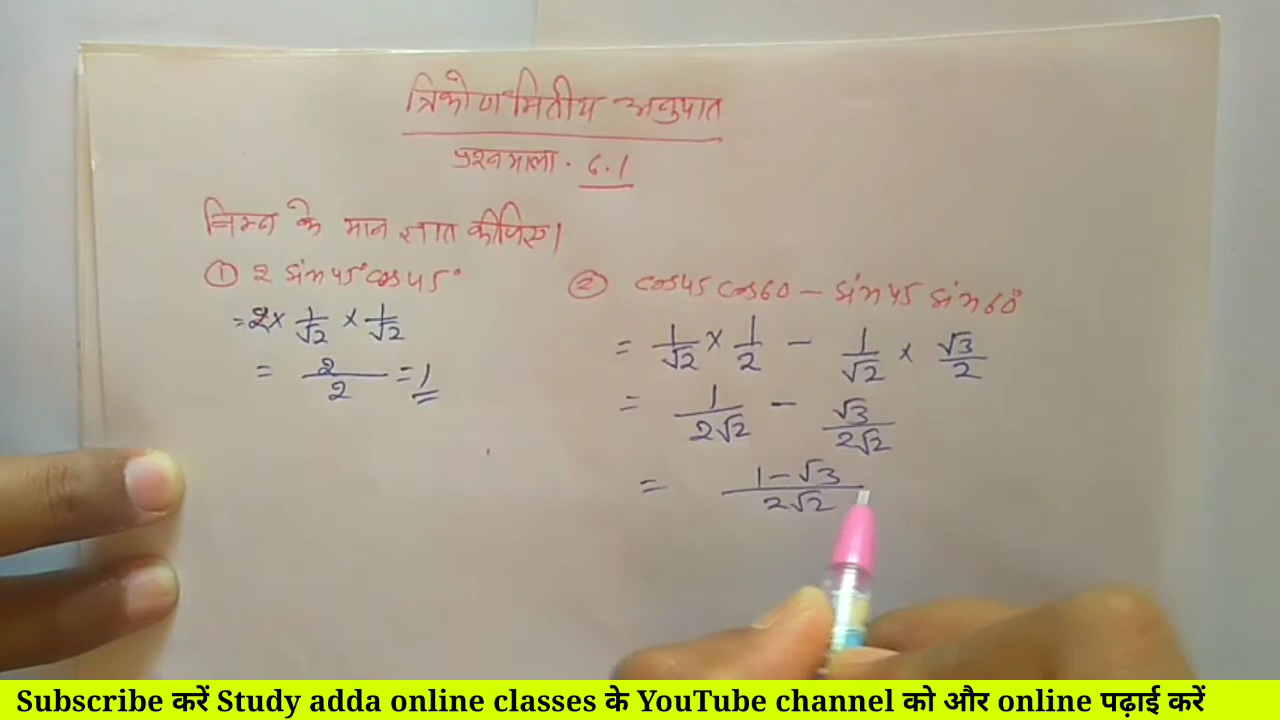 त्रिकोणमितीय अनुपात
प्रश्नमाला . 6.1
निम्न के मान ज्ञात कीजिए।
① 2 sin45° cos45°
= 2 × 1/√2 × 1/√2
= 2/2 = 1
② cos45 cos60 – sin45 sin60°
= 1/√2 × 1/2 – 1/√2 × √3/2
= 1/2√2 – √3/2√2
= 1–√3/2√2
Subscribe करें Study adda online classes के YouTube channel को और online पढ़ाई करें